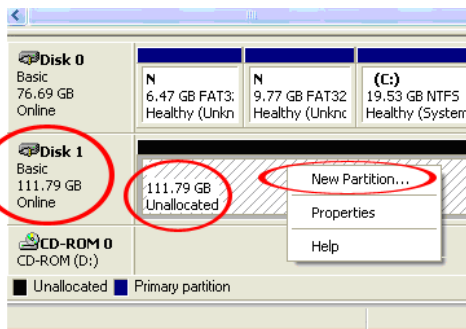 Disk 0
Basic
76.69 GB
Online
N
6.47 GB FAT3:
Healthy (Unkn
N
9.77 GB FAT32
Healthy (Unknc
(C:)
19.53 GB NTFS
Healthy (System
Disk 1
Basic
111.79 GB
Online
111.79 GB
Unallocated
New Partition...
Properties
Help
CD-ROM 0
CD-ROM (D:)
Unallocated Primary partition